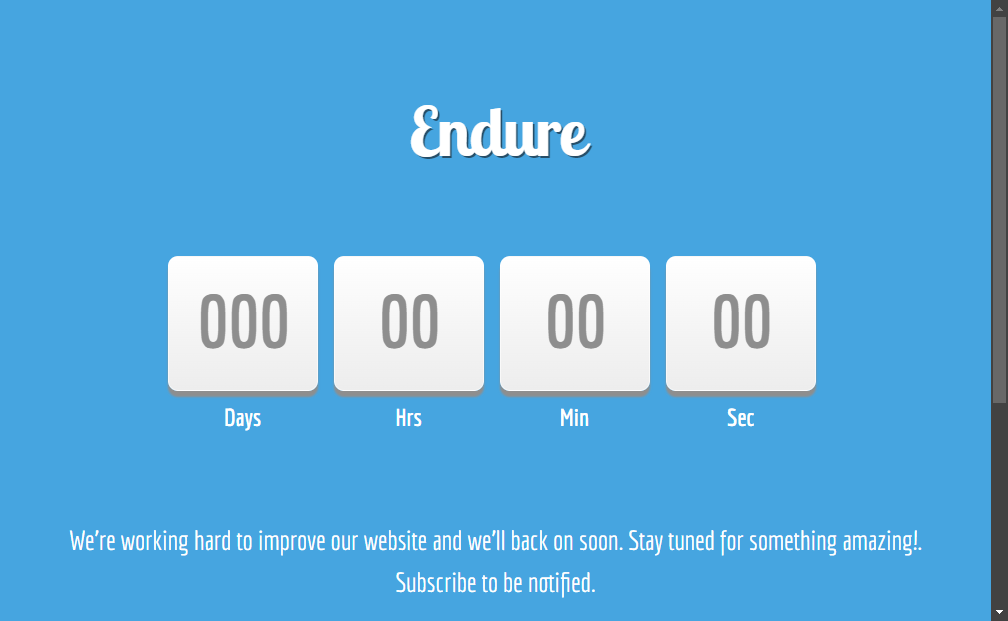 Endure
000 00 00 00
Days Hrs Min Sec
We're working hard to improve our website and we'll back on soon. Stay tuned for something amazing!.
Subscribe to be notified.